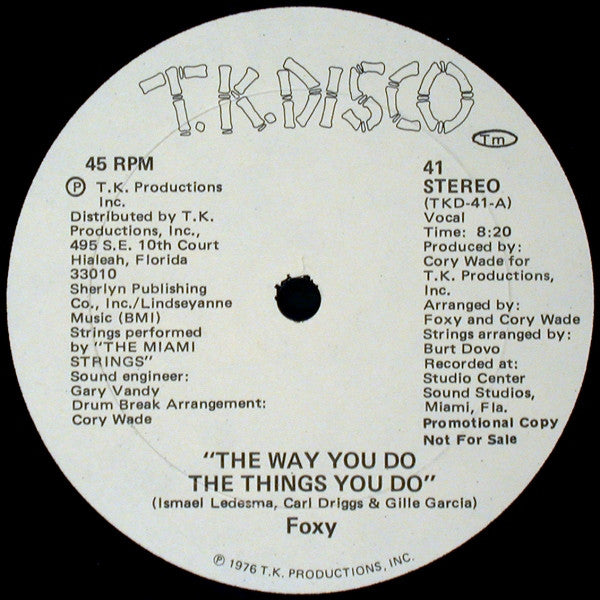 T.K. DISCO
Tm
45 RPM
Ⓟ T.K. Productions
Inc.
Distributed by T.K.
Productions, Inc.,
495 S.E. 10th Court
Hialeah, Florida
33010
Sherlyn Publishing
Co., Inc./Lindseyanne
Music (BMI)
Strings performed
by "THE MIAMI
STRINGS"
Sound engineer:
Gary Vandy
Drum Break Arrangement:
Cory Wade
41
STEREO
(TKD-41-A)
Vocal
Time: 8:20
Produced by:
Cory Wade for
T.K. Productions,
Inc.
Arranged by:
Foxy and Cory Wade
Strings arranged by:
Burt Dovo
Recorded at:
Studio Center
Sound Studios,
Miami, Fla.
Promotional Copy
Not For Sale
"THE WAY YOU DO
THE THINGS YOU DO"
(Ismael Ledesma, Carl Driggs & Gille Garcia)
Foxy
Ⓟ 1976 T.K. PRODUCTIONS, INC.